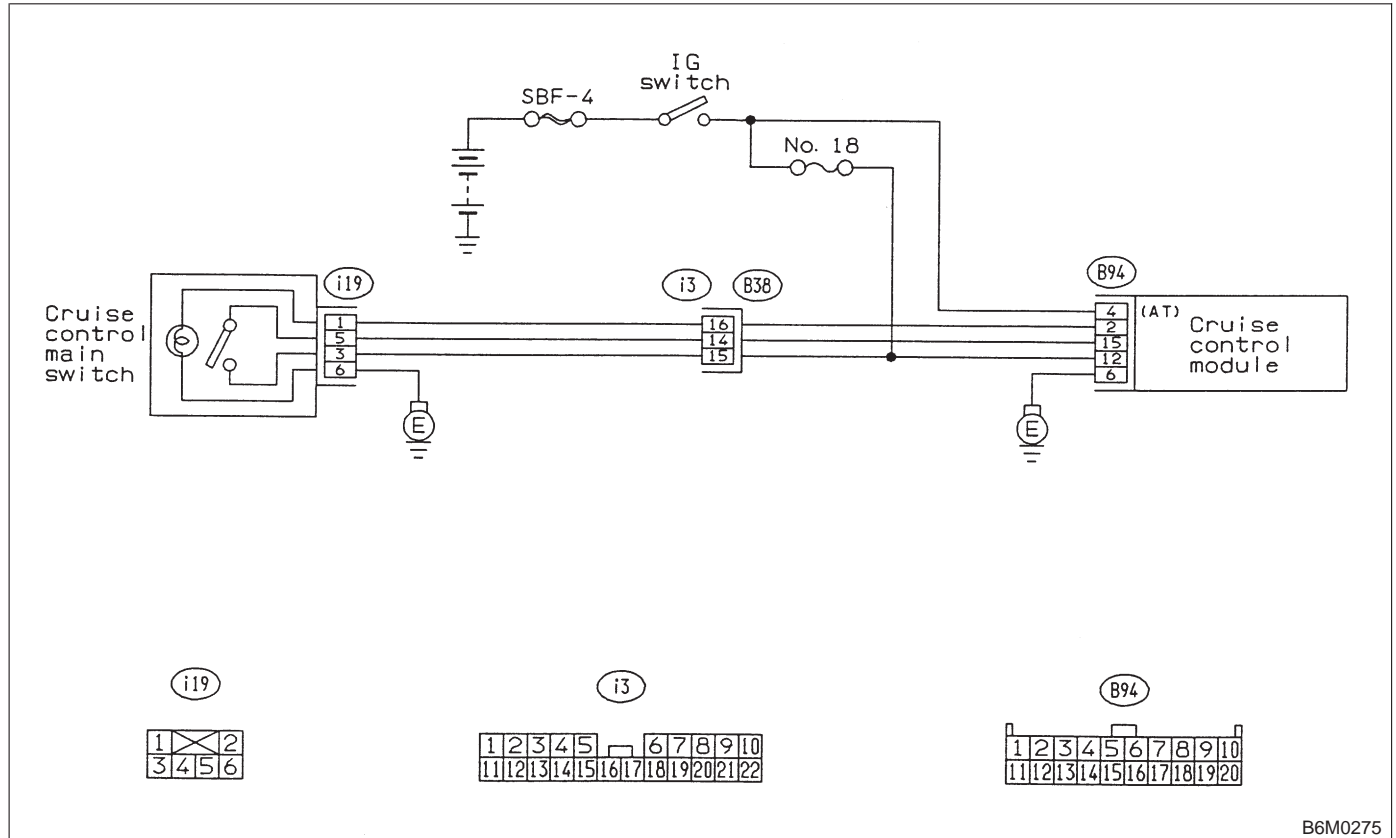 IG
switch
SBF-4
No. 18
i19
i3
B38
B94
Cruise
control
main
switch
1
5
3
6
16
14
15
4
2
15
12
6
(AT)
Cruise
control
module
E
E
i19
i3
B94
1 2
3 4 5 6
1 2 3 4 5 6 7 8 9 10
11 12 13 14 15 16 17 18 19 20 21 22
1 2 3 4 5 6 7 8 9 10
11 12 13 14 15 16 17 18 19 20
B6M0275